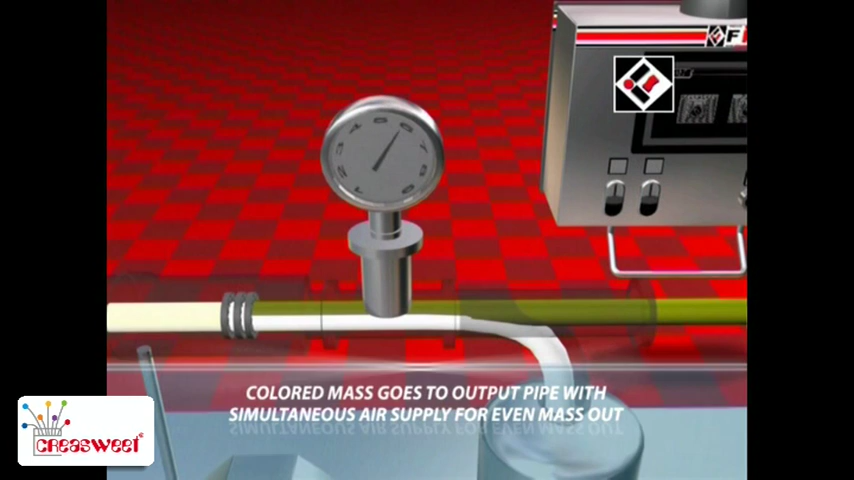 F
COLORED MASS GOES TO OUTPUT PIPE WITH
SIMULTANEOUS AIR SUPPLY FOR EVEN MASS OUT
CREASWEET